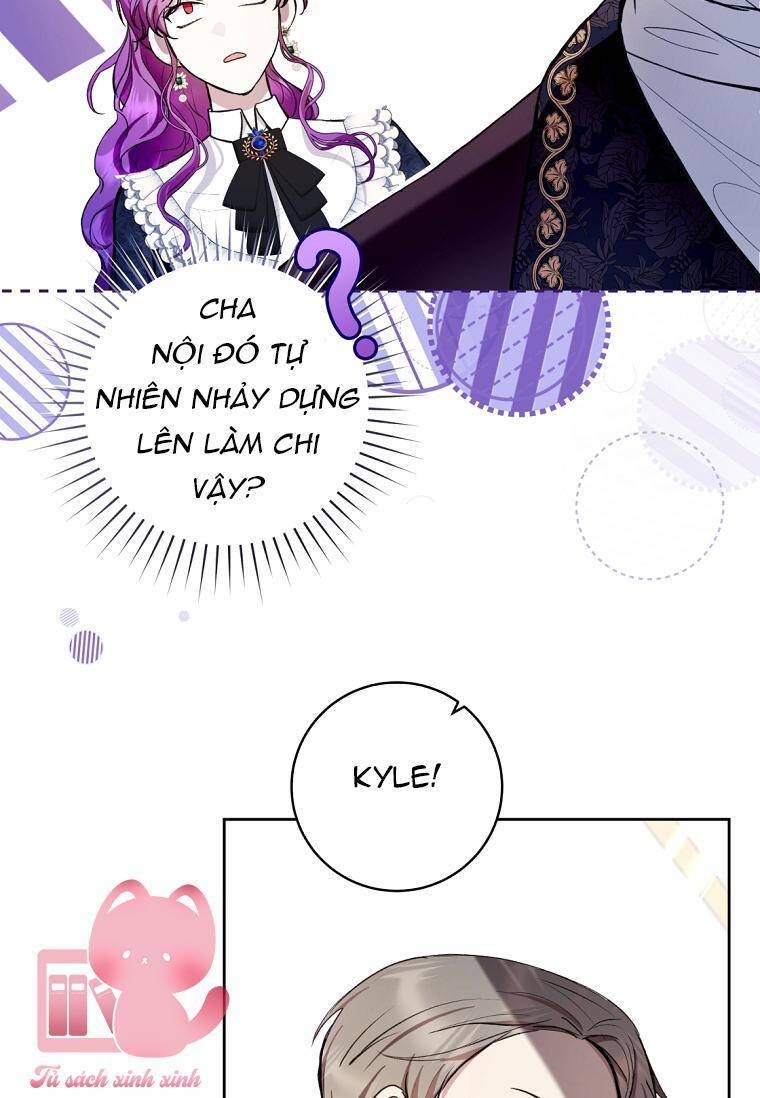 CHA
NỘI ĐÓ TỰ
NHIÊN NHẢY DỰNG
LÊN LÀM CHI
VẬY?
?
KYLE!
Tủ sách xinh xinh